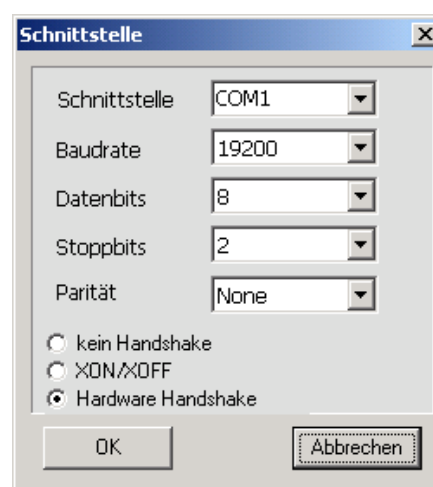 Schnittstelle
Schnittstelle COM1
Baudrate 19200
Datenbits 8
Stoppbits 2
Parität None
kein Handshake
XON/XOFF
Hardware Handshake
OK Abbrechen